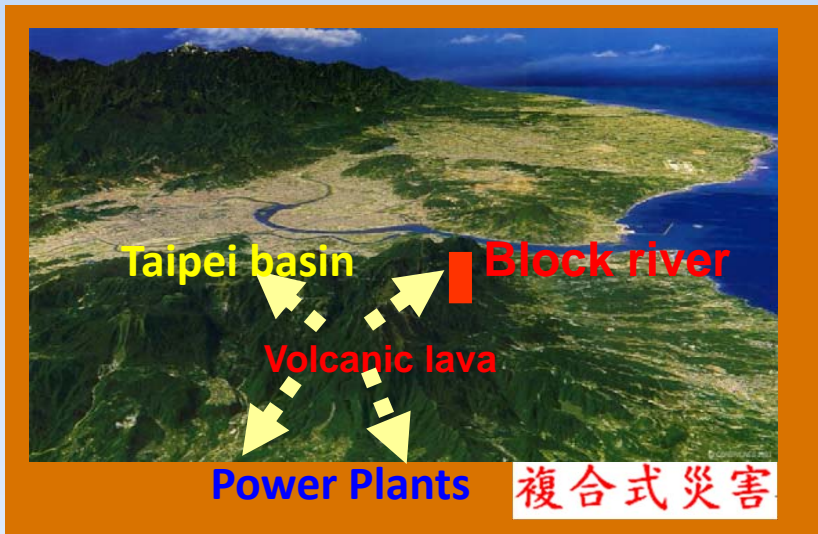 Taipei basin
Block river
Volcanic lava
Power Plants
複合式災害